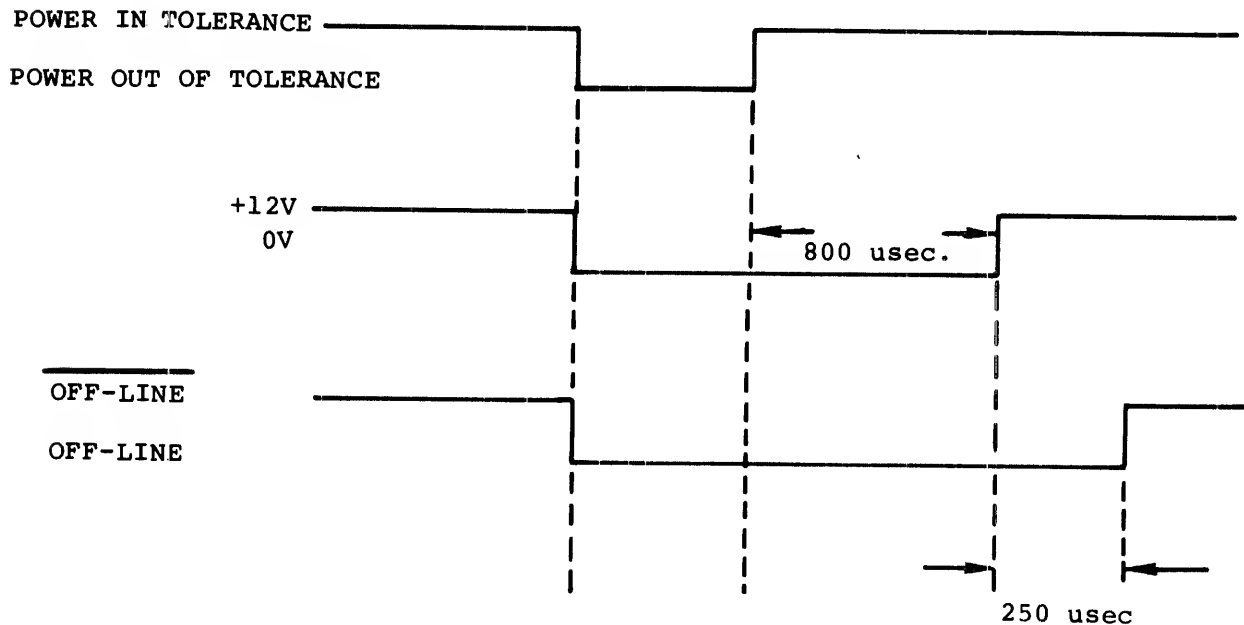 POWER IN TOLERANCE
POWER OUT OF TOLERANCE
+12V
0V
800 usec.
OFF-LINE
OFF-LINE
250 usec